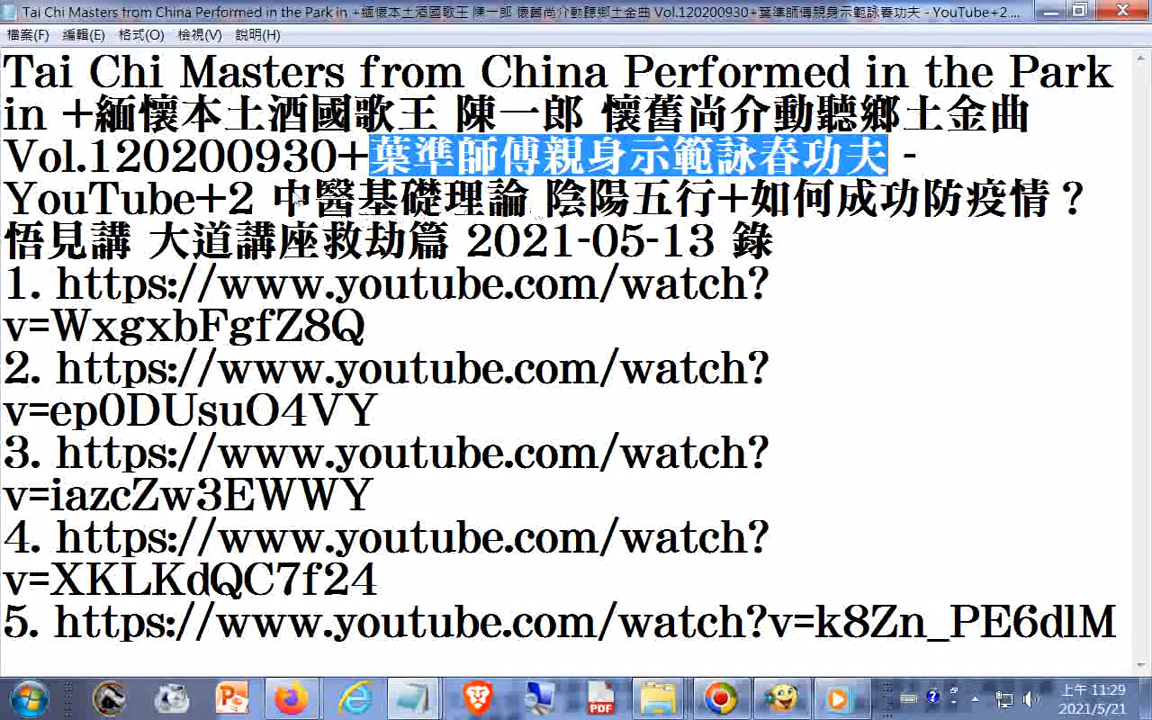 Tai Chi Masters from China Performed in the Park in +緬懷本土酒國歌王 陳一郎 懷舊尚介動聽鄉土金曲 Vol.120200930+葉準師傅親身示範詠春功夫 - YouTube+2 ...
檔案(F) 編輯(E) 格式(O) 檢視(V) 說明(H)
Tai Chi Masters from China Performed in the Park
in +緬懷本土酒國歌王 陳一郎 懷舊尚介動聽鄉土金曲
Vol.120200930+葉準師傅親身示範詠春功夫 -
YouTube+2 中醫基礎理論 陰陽五行+如何成功防疫情？
悟見講 大道講座救劫篇 2021-05-13 錄
1. https://www.youtube.com/watch?
v=WxgxbFgfZ8Q
2. https://www.youtube.com/watch?
v=ep0DUsuO4VY
3. https://www.youtube.com/watch?
v=iazcZw3EWWY
4. https://www.youtube.com/watch?
v=XKLKdQC7f24
5. https://www.youtube.com/watch?v=k8Zn_PE6dlM
PDF
上午 11:29
2021/5/21